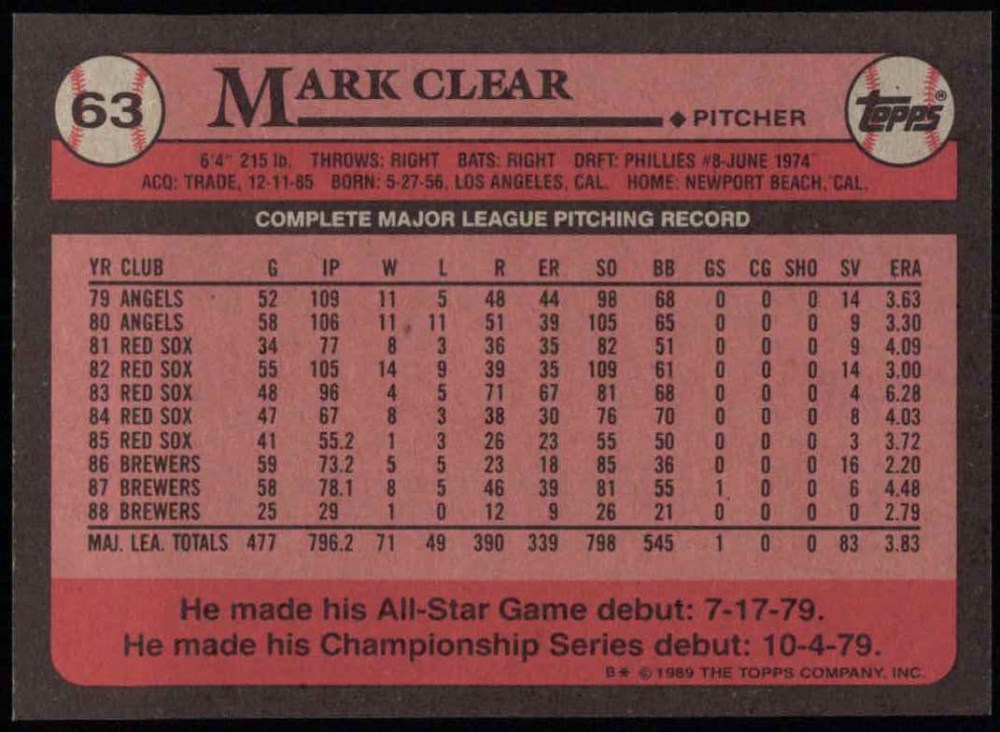 63
MARK CLEAR
◆ PITCHER
TOPPS®
6'4" 215 lb. THROWS: RIGHT BATS: RIGHT DRFT: PHILLIES #8-JUNE 1974
ACQ: TRADE, 12-11-85 BORN: 5-27-56, LOS ANGELES, CAL. HOME: NEWPORT BEACH, CAL.
COMPLETE MAJOR LEAGUE PITCHING RECORD
YR CLUB G IP W L R ER SO BB GS CG SHO SV ERA
79 ANGELS 52 109 11 5 48 44 98 68 0 0 0 14 3.63
80 ANGELS 58 106 11 11 51 39 105 65 0 0 0 9 3.30
81 RED SOX 34 77 8 3 36 35 82 51 0 0 0 9 4.09
82 RED SOX 55 105 14 9 39 35 109 61 0 0 0 14 3.00
83 RED SOX 48 96 4 5 71 67 81 68 0 0 0 4 6.28
84 RED SOX 47 67 8 3 38 30 76 70 0 0 0 8 4.03
85 RED SOX 41 55.2 1 3 26 23 55 50 0 0 0 3 3.72
86 BREWERS 59 73.2 5 5 23 18 85 36 0 0 0 16 2.20
87 BREWERS 58 78.1 8 5 46 39 81 55 1 0 0 6 4.48
88 BREWERS 25 29 1 0 12 9 26 21 0 0 0 0 2.79
MAJ. LEA. TOTALS 477 796.2 71 49 390 339 798 545 1 0 0 83 3.83
He made his All-Star Game debut: 7-17-79.
He made his Championship Series debut: 10-4-79.
B* © 1989 THE TOPPS COMPANY, INC.